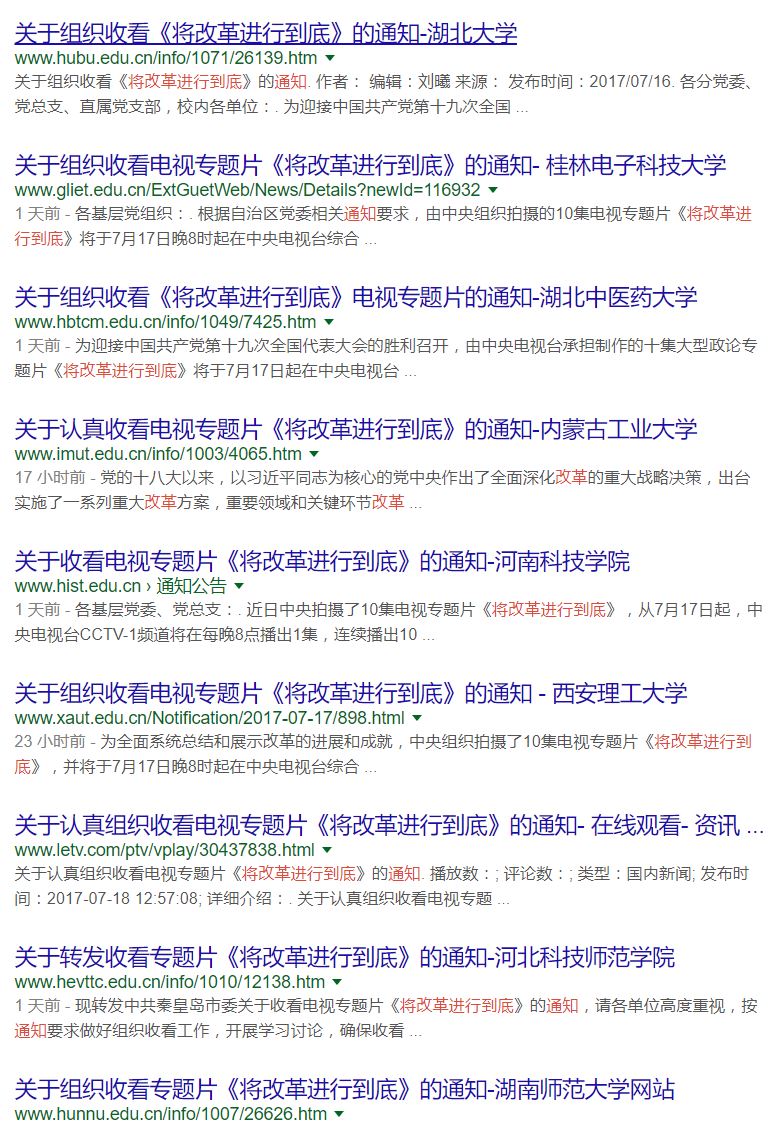 关于组织收看《将改革进行到底》的通知-湖北大学
www.hubu.edu.cn/info/1071/26139.htm
关于组织收看《将改革进行到底》的通知. 作者： 编辑：刘曦 来源： 发布时间：2017/07/16. 各分党委、
党总支、直属党支部，校内各单位：. 为迎接中国共产党第十九次全国 ...
关于组织收看电视专题片《将改革进行到底》的通知- 桂林电子科技大学
www.gliet.edu.cn/ExtGuetWeb/News/Details?newId=116932
1 天前 - 各基层党组织：. 根据自治区党委相关通知要求，由中央组织拍摄的10集电视专题片《将改革进
行到底》将于7月17日晚8时起在中央电视台综合 ...
关于组织收看《将改革进行到底》电视专题片的通知-湖北中医药大学
www.hbtcm.edu.cn/info/1049/7425.htm
1 天前 - 为迎接中国共产党第十九次全国代表大会的胜利召开，由中央电视台承担制作的十集大型政论专
题片《将改革进行到底》将于7月17日起在中央电视台 ...
关于认真收看电视专题片《将改革进行到底》的通知-内蒙古工业大学
www.imut.edu.cn/info/1003/4065.htm
17 小时前 - 党的十八大以来，以习近平同志为核心的党中央作出了全面深化改革的重大战略决策，出台
实施了一系列重大改革方案，重要领域和关键环节改革 ...
关于收看电视专题片《将改革进行到底》的通知-河南科技学院
www.hist.edu.cn › 通知公告
1 天前 - 各基层党委、党总支：. 近日中央拍摄了10集电视专题片《将改革进行到底》，从7月17日起，中
央电视台CCTV-1频道将在每晚8点播出1集，连续播出10 ...
关于组织收看电视专题片《将改革进行到底》的通知 - 西安理工大学
www.xaut.edu.cn/Notification/2017-07-17/898.html
23 小时前 - 为全面系统总结和展示改革的进展和成就，中央组织拍摄了10集电视专题片《将改革进行到
底》，并将于7月17日晚8时起在中央电视台综合 ...
关于认真组织收看电视专题片《将改革进行到底》的通知- 在线观看- 资讯 ...
www.letv.com/ptv/vplay/30437838.html
关于认真组织收看电视专题片《将改革进行到底》的通知. 播放数：; 评论数：; 类型：国内新闻; 发布时
间：2017-07-18 12:57:08; 详细介绍：. 关于认真组织收看电视专题 ...
关于转发收看专题片《将改革进行到底》的通知-河北科技师范学院
www.hevttc.edu.cn/info/1010/12138.htm
1 天前 - 现转发中共秦皇岛市委关于收看电视专题片《将改革进行到底》的通知，请各单位高度重视，按
通知要求做好组织收看工作，开展学习讨论，确保收看 ...
关于组织收看专题片《将改革进行到底》的通知-湖南师范大学网站
www.hunnu.edu.cn/info/1007/26626.htm